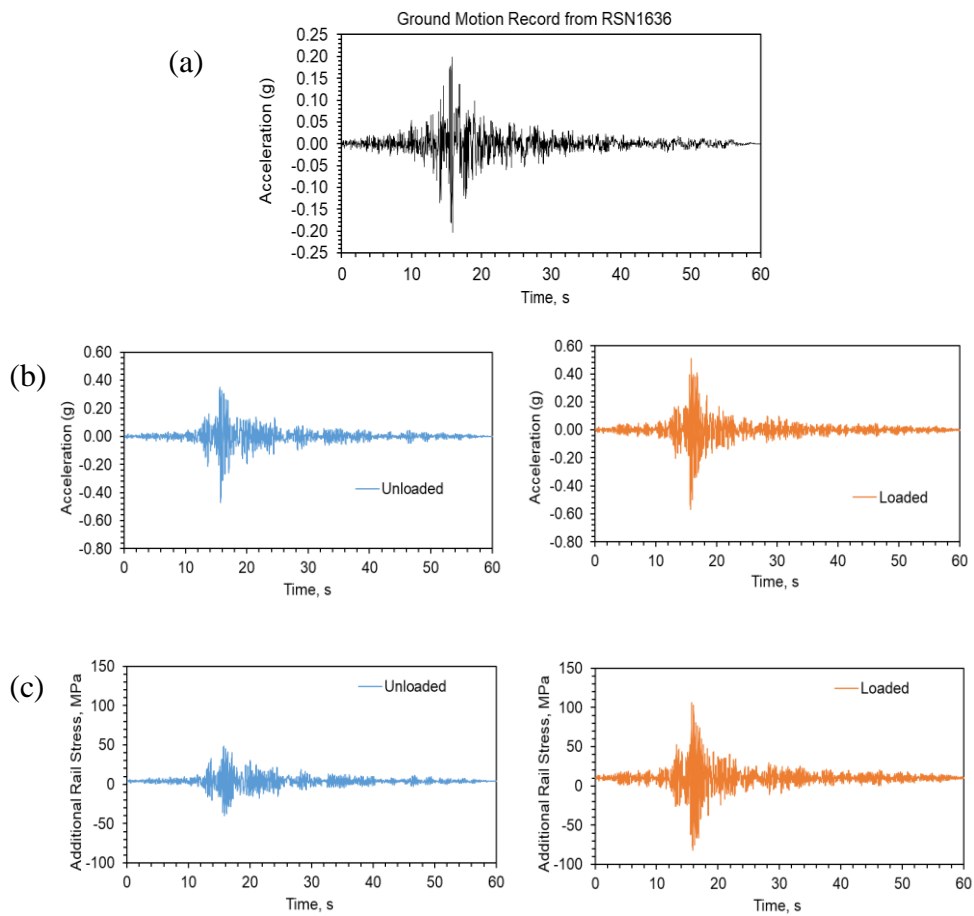 Ground Motion Record from RSN1636
(a)
Acceleration (g)
0.25
0.20
0.15
0.10
0.05
0.00
-0.05
-0.10
-0.15
-0.20
-0.25
0 10 20 30 40 50 60
Time, s
(b)
Acceleration (g)
0.60
0.40
0.20
0.00
-0.20
-0.40
-0.60
-0.80
Unloaded
0 10 20 30 40 50 60
Time, s
Acceleration (g)
0.60
0.40
0.20
0.00
-0.20
-0.40
-0.60
-0.80
Loaded
0 10 20 30 40 50 60
Time, s
(c)
Additional Rail Stress, MPa
150
100
50
0
-50
-100
Unloaded
0 10 20 30 40 50 60
Time, s
Additional Rail Stress, MPa
150
100
50
0
-50
-100
Loaded
0 10 20 30 40 50 60
Time, s